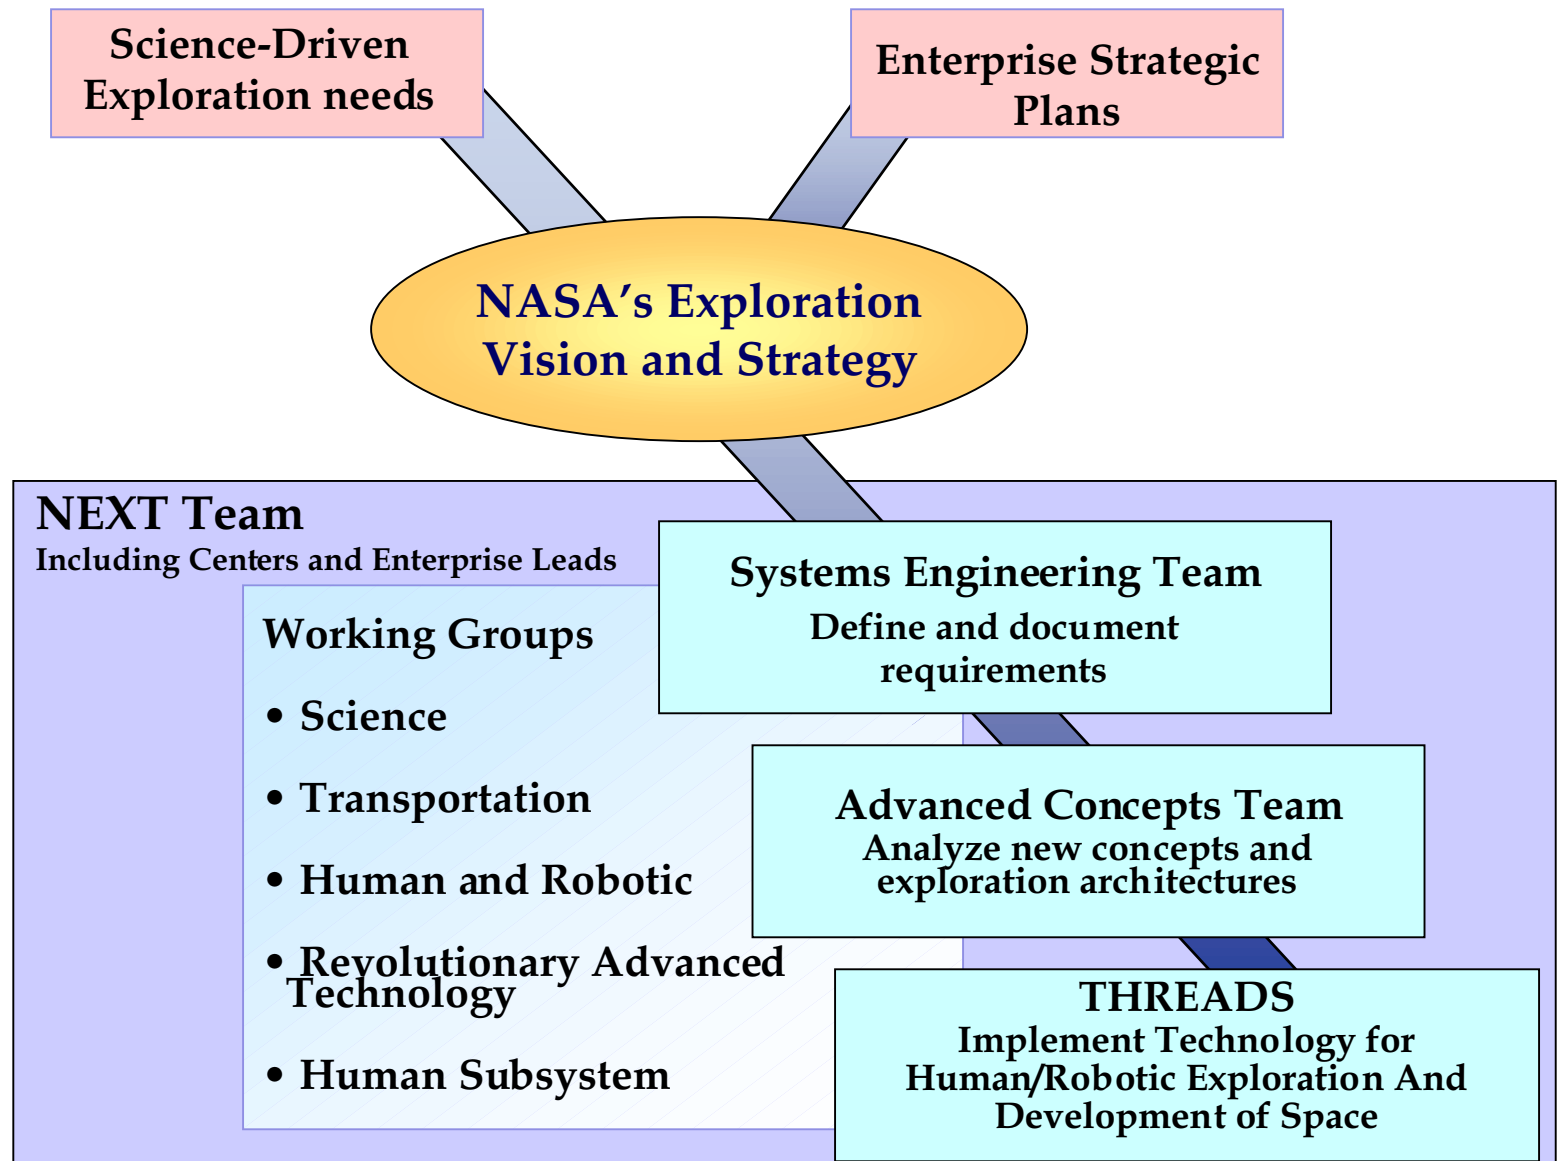 Science-Driven
Exploration needs
Enterprise Strategic
Plans
NASA’s Exploration
Vision and Strategy
NEXT Team
Including Centers and Enterprise Leads
Working Groups
• Science
• Transportation
• Human and Robotic
• Revolutionary Advanced
Technology
• Human Subsystem
Systems Engineering Team
Define and document
requirements
Advanced Concepts Team
Analyze new concepts and
exploration architectures
THREADS
Implement Technology for
Human/Robotic Exploration And
Development of Space